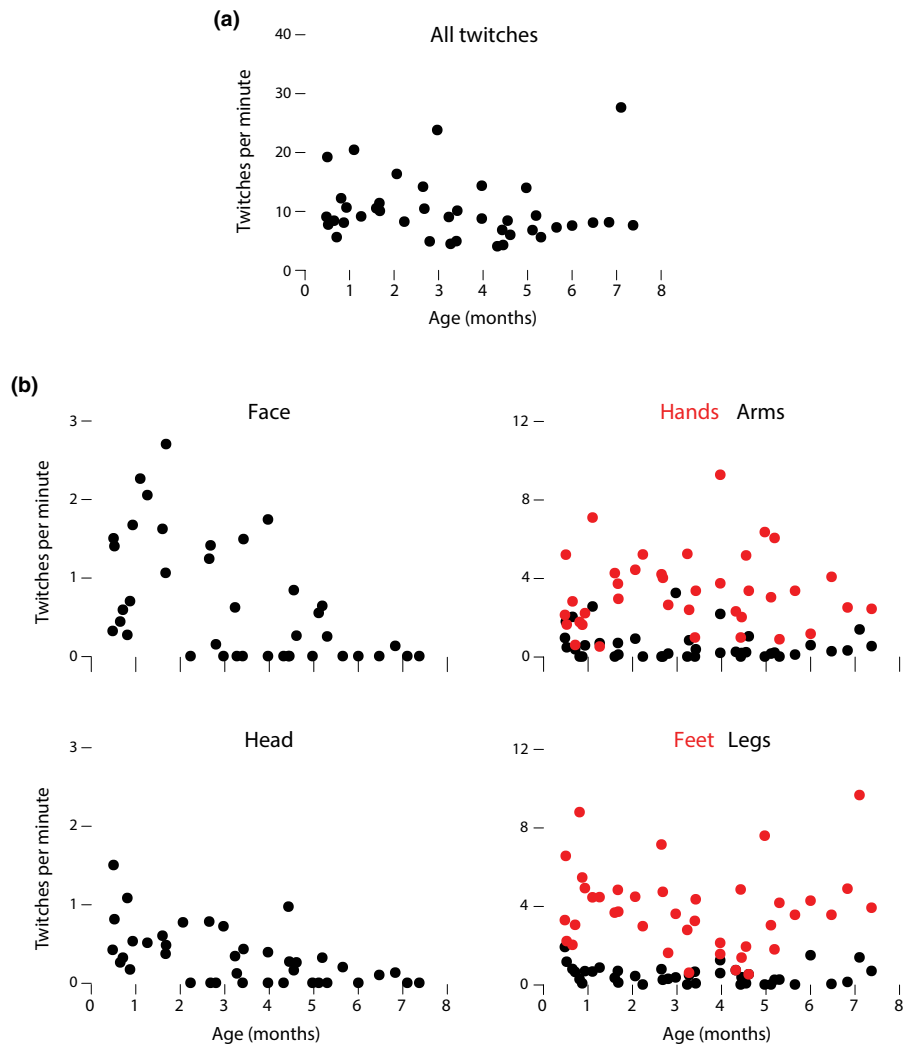 (a)
All twitches
Twitches per minute
40
30
20
10
0
0 1 2 3 4 5 6 7 8
Age (months)
(b)
Face
Twitches per minute
3
2
1
0
Hands Arms
12
8
4
0
Head
Twitches per minute
3
2
1
0
0 1 2 3 4 5 6 7 8
Age (months)
Feet Legs
12
8
4
0
0 1 2 3 4 5 6 7 8
Age (months)